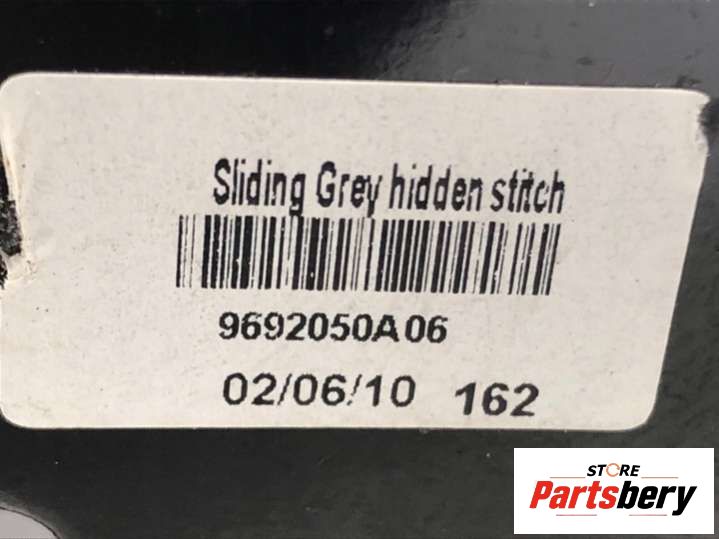 Sliding Grey hidden stitch
9692050A06
02/06/10 162
STORE
Partsbery